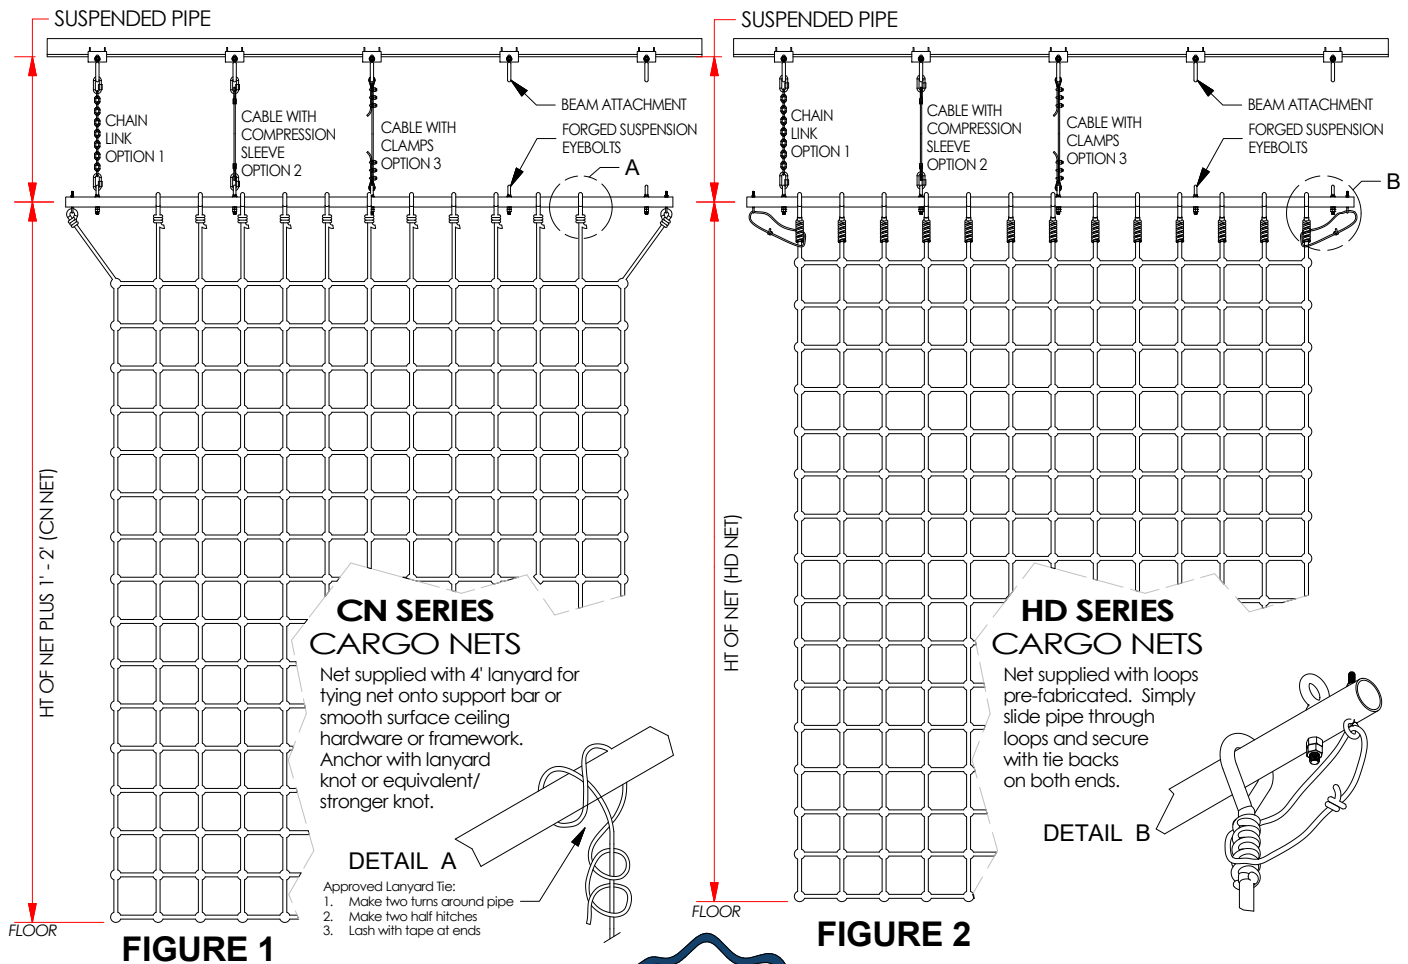 SUSPENDED PIPE
CHAIN
LINK
OPTION 1
CABLE WITH
COMPRESSION
SLEEVE
OPTION 2
CABLE WITH
CLAMPS
OPTION 3
BEAM ATTACHMENT
FORGED SUSPENSION
EYEBOLTS
A
HT OF NET PLUS 1' - 2' (CN NET)
CN SERIES
CARGO NETS
Net supplied with 4' lanyard for
tying net onto support bar or
smooth surface ceiling
hardware or framework.
Anchor with lanyard
knot or equivalent/
stronger knot.
DETAIL A
Approved Lanyard Tie:
1. Make two turns around pipe
2. Make two half hitches
3. Lash with tape at ends
FLOOR
FIGURE 1
SUSPENDED PIPE
CHAIN
LINK
OPTION 1
CABLE WITH
COMPRESSION
SLEEVE
OPTION 2
CABLE WITH
CLAMPS
OPTION 3
BEAM ATTACHMENT
FORGED SUSPENSION
EYEBOLTS
B
HT OF NET (HD NET)
HD SERIES
CARGO NETS
Net supplied with loops
pre-fabricated. Simply
slide pipe through
loops and secure
with tie backs
on both ends.
DETAIL B
FLOOR
FIGURE 2